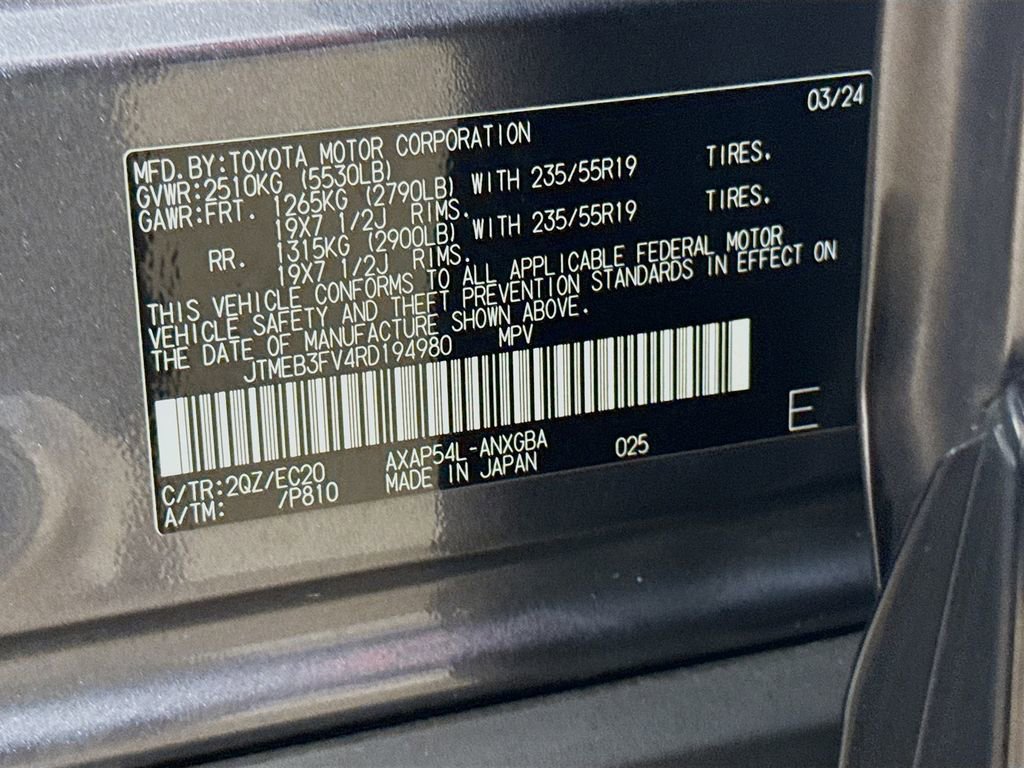 03/24
MFD.BY:TOYOTA MOTOR CORPORATION
GVWR:2510KG (5530LB)
GAWR:FRT. 1265KG (2790LB) WITH 235/55R19 TIRES.
19X7 1/2J RIMS.
RR. 1315KG (2900LB) WITH 235/55R19 TIRES.
19X7 1/2J RIMS.
THIS VEHICLE CONFORMS TO ALL APPLICABLE FEDERAL MOTOR
VEHICLE SAFETY AND THEFT PREVENTION STANDARDS IN EFFECT ON
THE DATE OF MANUFACTURE SHOWN ABOVE.
JTMEB3FV4RD194980 MPV
E
C/TR:2QZ/EC20 AXAP54L-ANXGBA 025
A/TM: /P810 MADE IN JAPAN